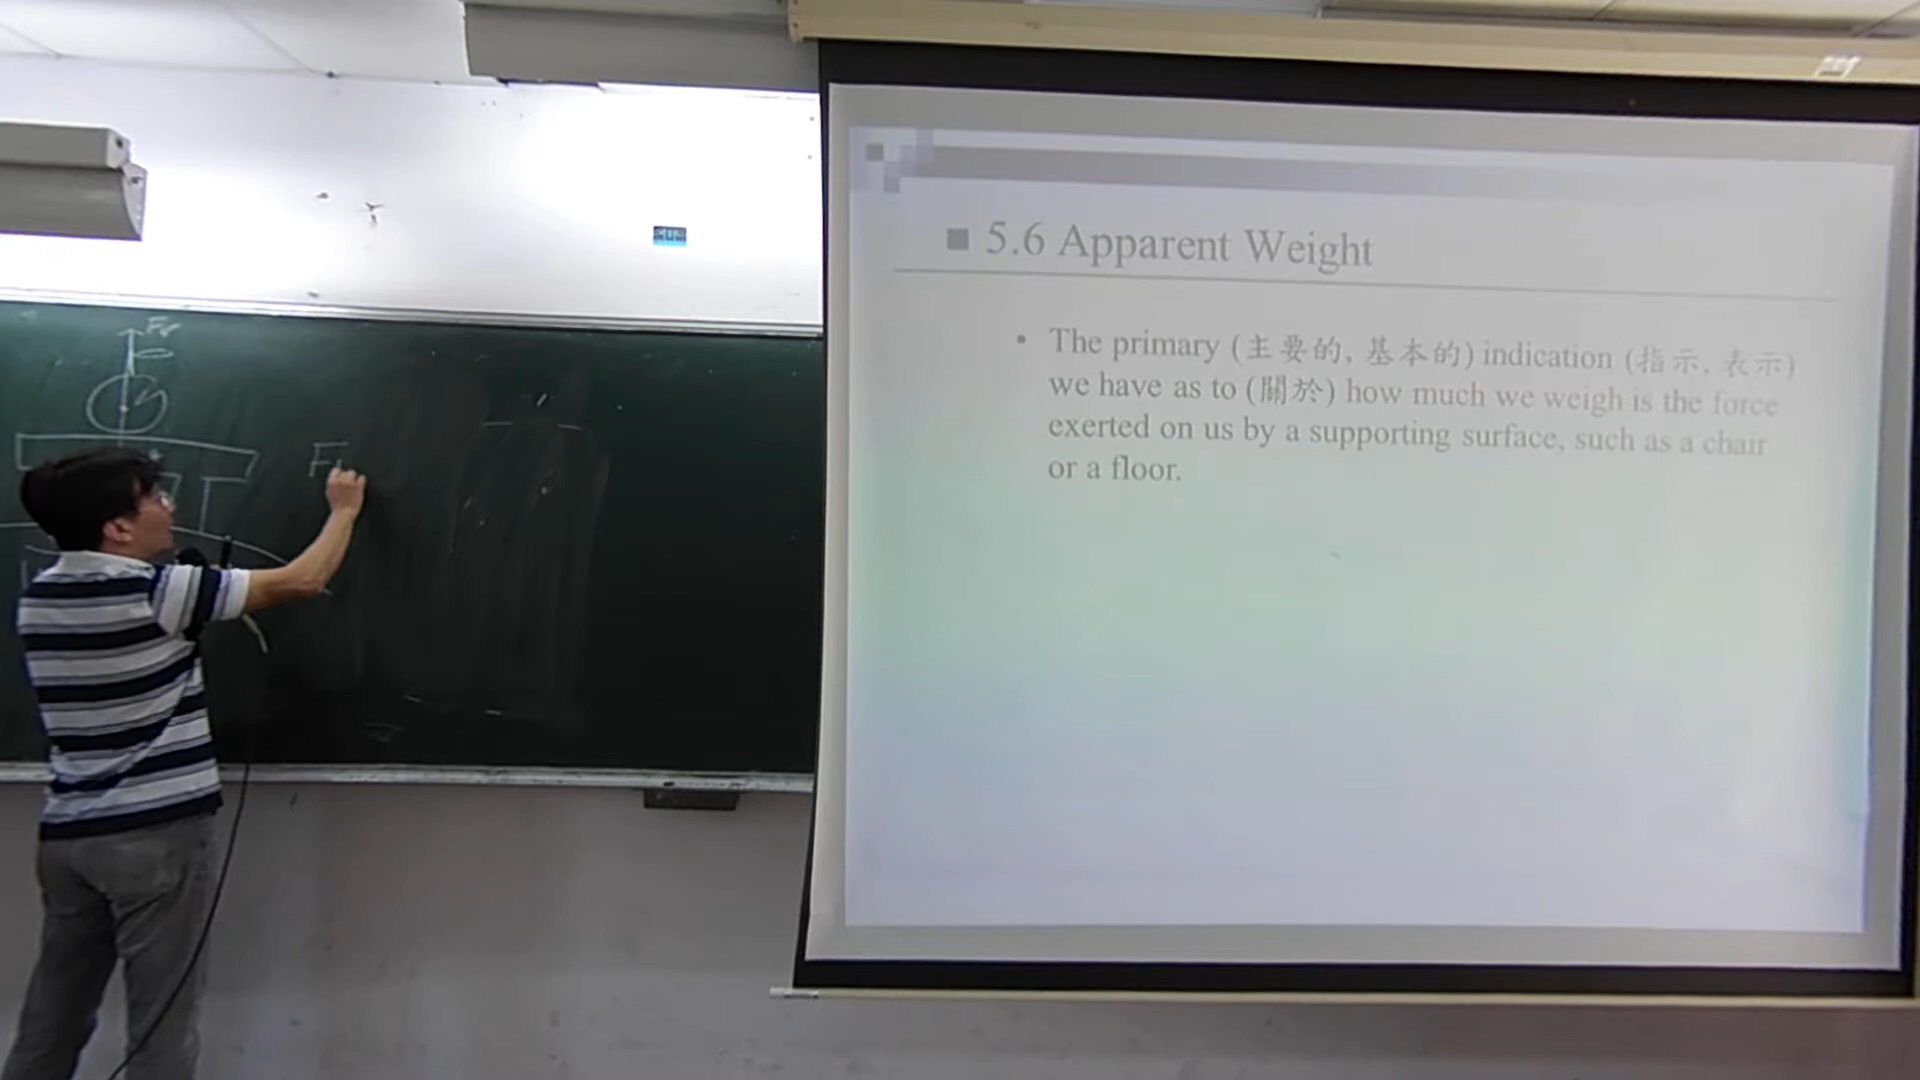 5.6 Apparent Weight
• The primary (主要的, 基本的) indication (指示, 表示)
we have as to (關於) how much we weigh is the force
exerted on us by a supporting surface, such as a chair
or a floor.